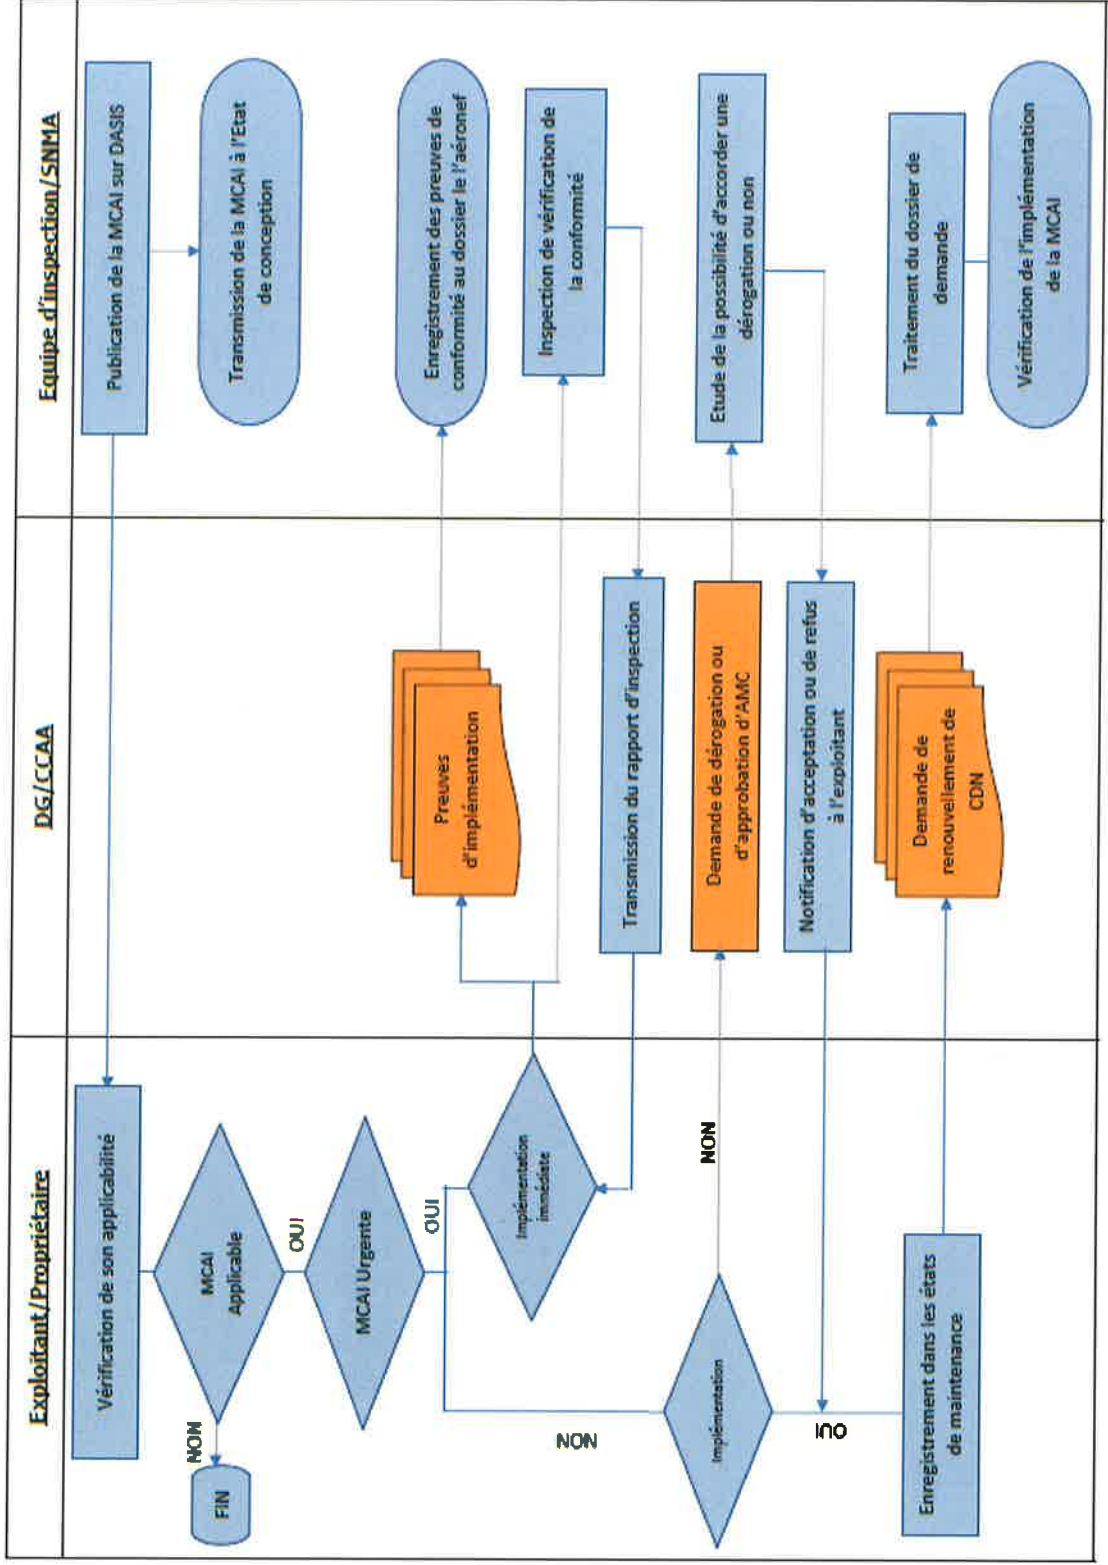 Exploitant/Propriétaire
DG/CCAA
Equipe d'inspection/SNMA
Vérification de son applicabilité
MCAI
Applicable
NON
FIN
OUI
MCAI Urgente
OUI
NON
Implémentation
immédiate
Implémentation
NON
OUI
Enregistrement dans les états
de maintenance
Preuves
d'implémentation
Transmission du rapport d'inspection
Demande de dérogation ou
d'approbation d'AMC
Notification d'acceptation ou de refus
à l'exploitant
Demande de
renouvellement de
CDN
Publication de la MCAI sur DASIS
Transmission de la MCAI à l'Etat
de conception
Enregistrement des preuves de
conformité au dossier le l'aéronef
Inspection de vérification de
la conformité
Etude de la possibilité d'accorder une
dérogation ou non
Traitement du dossier de
demande
Vérification de l'implémentation
de la MCAI